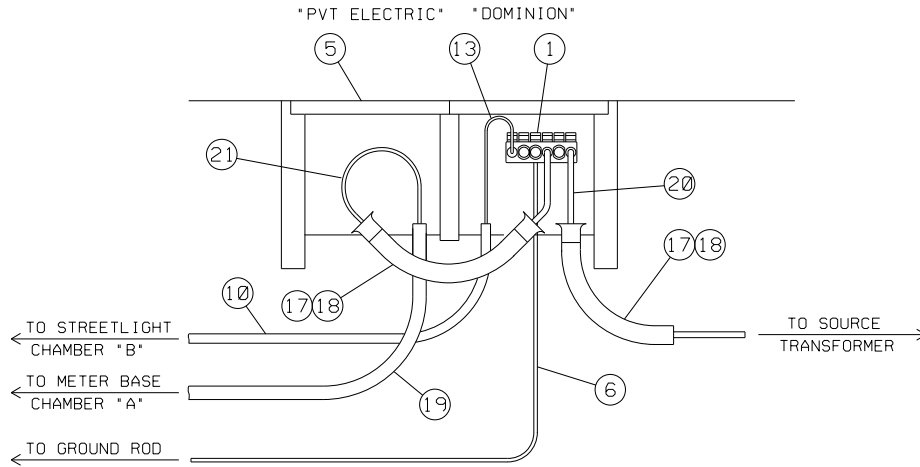 "PVT ELECTRIC" "DOMINION"
5
13
1
21
20
17 18
10
17 18
TO STREETLIGHT
CHAMBER "B"
TO SOURCE
TRANSFORMER
TO METER BASE
CHAMBER "A"
19
6
TO GROUND ROD